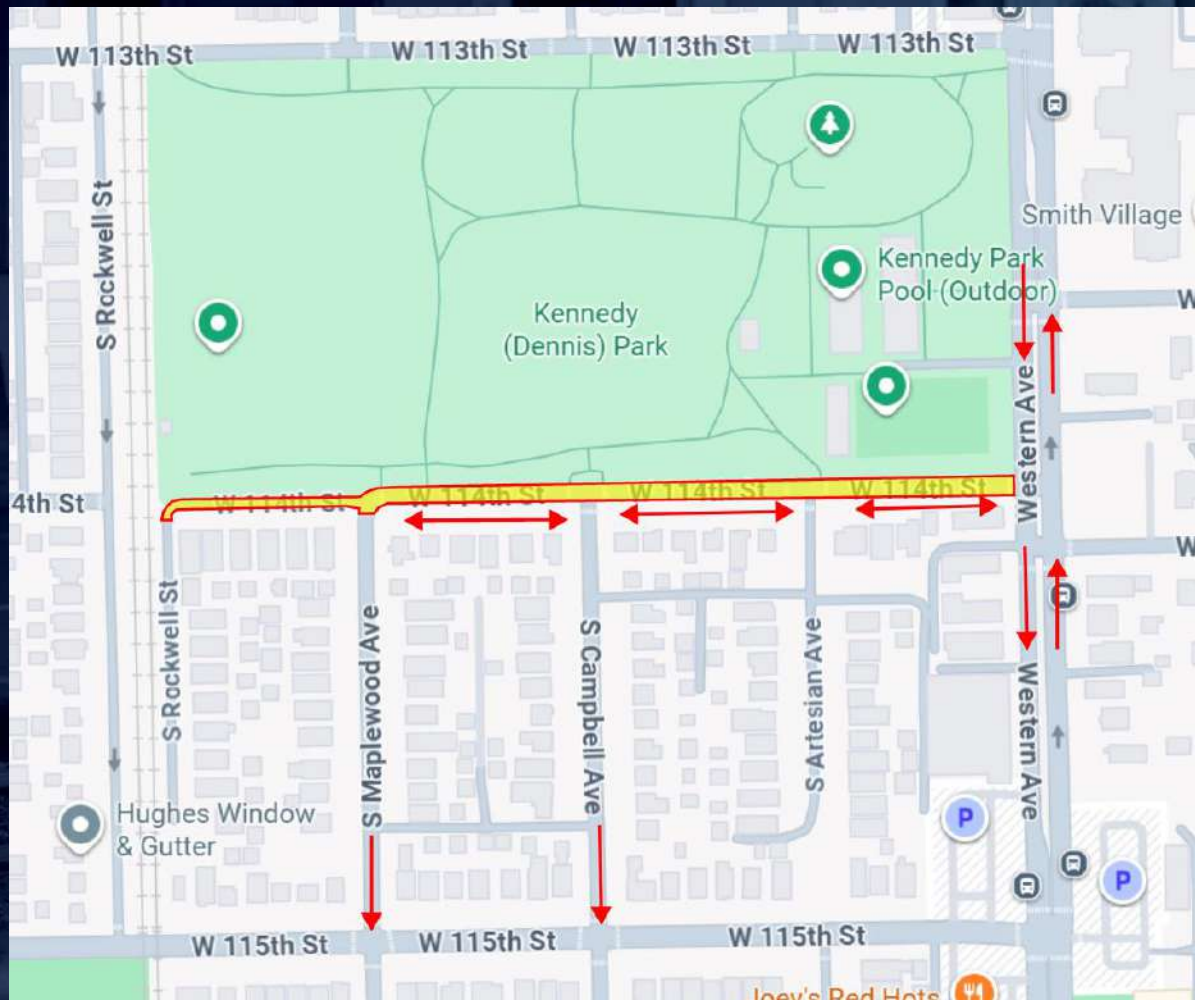 W 113th St
W 113th St
W 113th St
S Rockwell St
Smith Village
Kennedy Park
Pool (Outdoor)
W
Kennedy
(Dennis) Park
Western Ave
4th St
W 114th St
W 114th St
W 114th St
W 114th St
W
S Rockwell St
S Maplewood Ave
S Campbell Ave
S Artesian Ave
Western Ave
Hughes Window
& Gutter
P
P
W 115th St
W 115th St
W 115th St
Joey's Red Hots